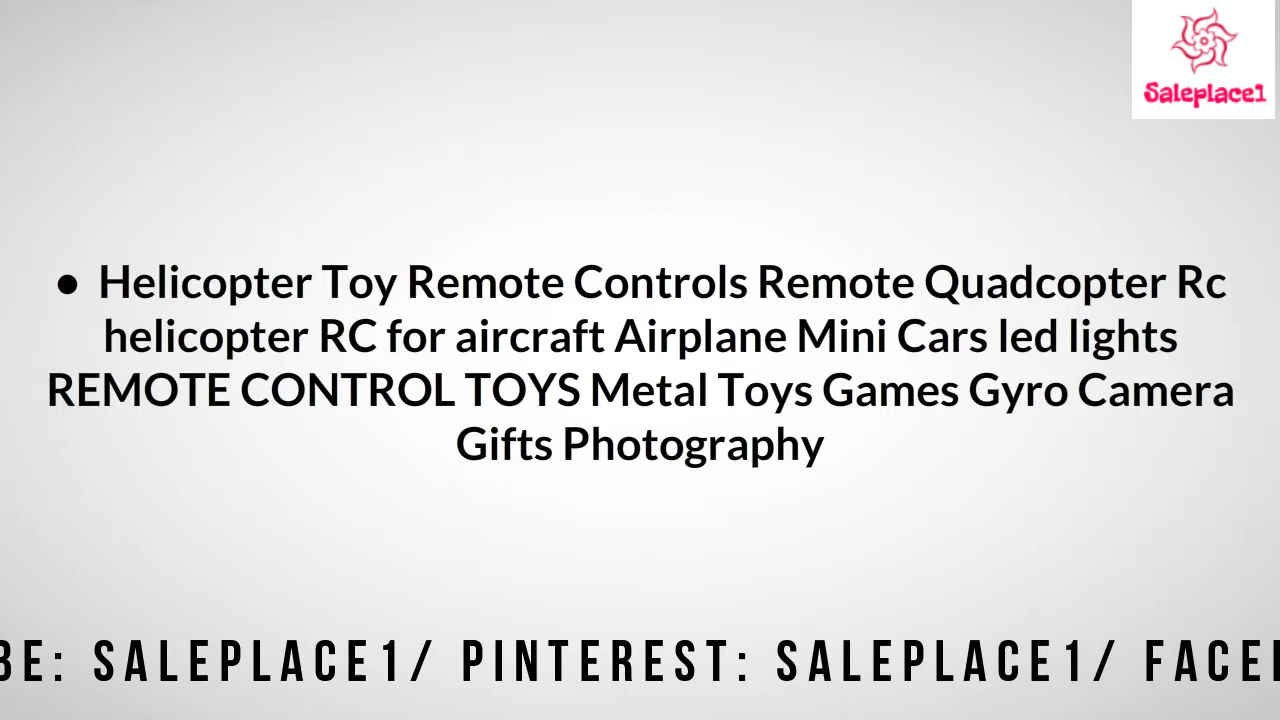 Saleplace1
● Helicopter Toy Remote Controls Remote Quadcopter Rc
helicopter RC for aircraft Airplane Mini Cars led lights
REMOTE CONTROL TOYS Metal Toys Games Gyro Camera
Gifts Photography
BE: SALEPLACE1/ PINTEREST: SALEPLACE1/ FACE